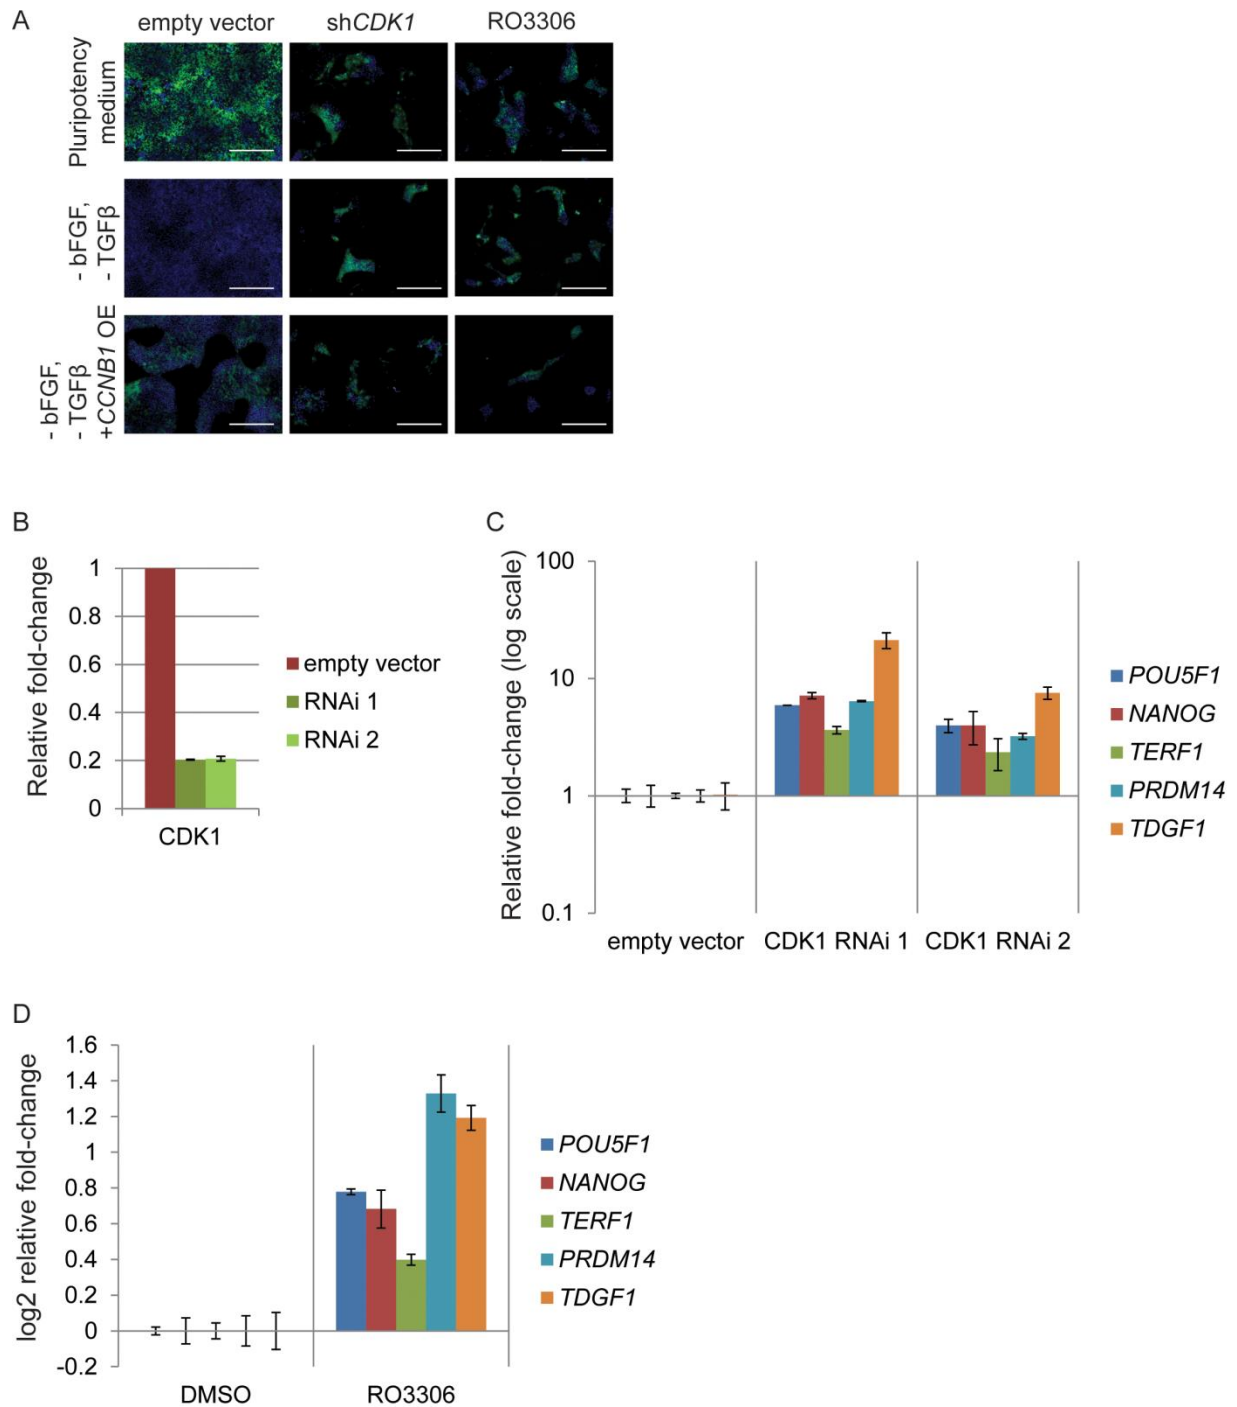 A
empty vector
shCDK1
RO3306
Pluripotency
medium
- bFGF,
- TGFβ
- bFGF,
- TGFβ
+CCNB1 OE
B
Relative fold-change
1
0.8
0.6
0.4
0.2
0
CDK1
empty vector
RNAi 1
RNAi 2
C
Relative fold-change (log scale)
100
10
1
0.1
empty vector
CDK1 RNAi 1
CDK1 RNAi 2
POU5F1
NANOG
TERF1
PRDM14
TDGF1
D
log2 relative fold-change
1.6
1.4
1.2
1
0.8
0.6
0.4
0.2
0
-0.2
DMSO
RO3306
POU5F1
NANOG
TERF1
PRDM14
TDGF1